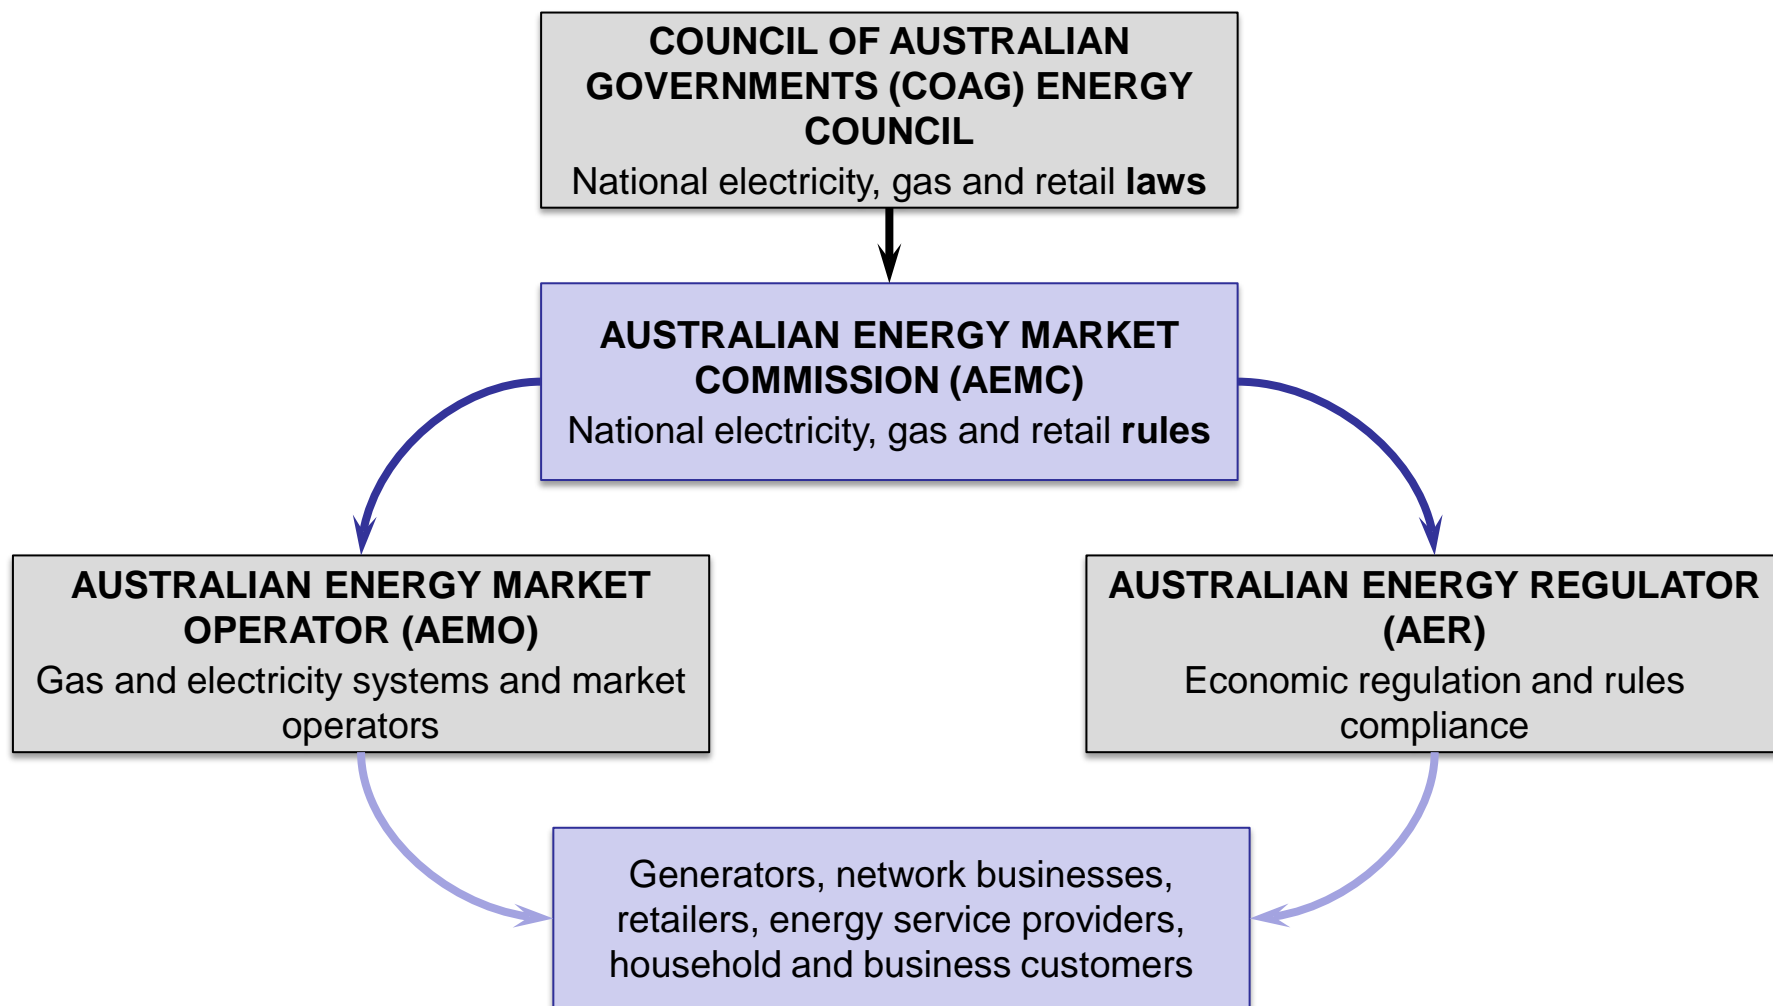 COUNCIL OF AUSTRALIAN
GOVERNMENTS (COAG) ENERGY
COUNCIL
National electricity, gas and retail laws
AUSTRALIAN ENERGY MARKET
COMMISSION (AEMC)
National electricity, gas and retail rules
AUSTRALIAN ENERGY MARKET
OPERATOR (AEMO)
Gas and electricity systems and market
operators
AUSTRALIAN ENERGY REGULATOR
(AER)
Economic regulation and rules
compliance
Generators, network businesses,
retailers, energy service providers,
household and business customers